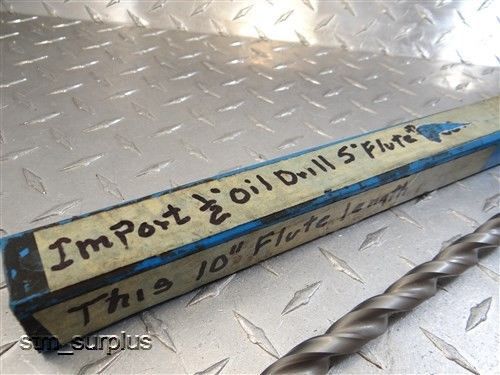 ImPort 1/2" Oil Drill 5" Flute
This 10" Flute length
stm_surplus